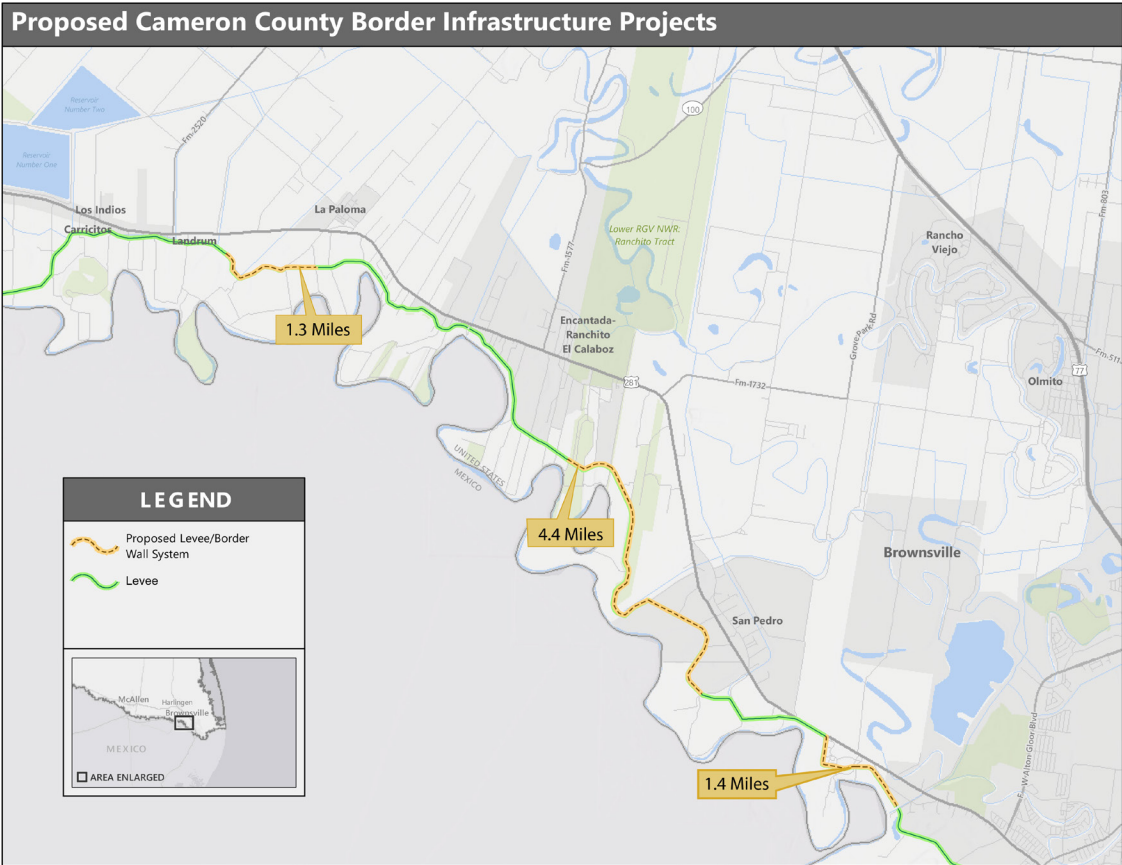 Proposed Cameron County Border Infrastructure Projects
Reservoir
Number Two
Reservoir
Number One
Fm-2520
100
Los Indios
Carricitos
Landrum
La Paloma
Lower RGV NWR:
Ranchito Tract
Fm-1577
Rancho
Viejo
Fm-803
1.3 Miles
Encantada-
Ranchito
El Calaboz
Grove Park Rd
Fm-511
281
Fm-1732
77
Olmito
UNITED STATES
MEXICO
4.4 Miles
Brownsville
San Pedro
1.4 Miles
Fm-W Alton Gloor Blvd
LEGEND
Proposed Levee/Border
Wall System
Levee
McAllen
Harlingen
Brownsville
MEXICO
AREA ENLARGED